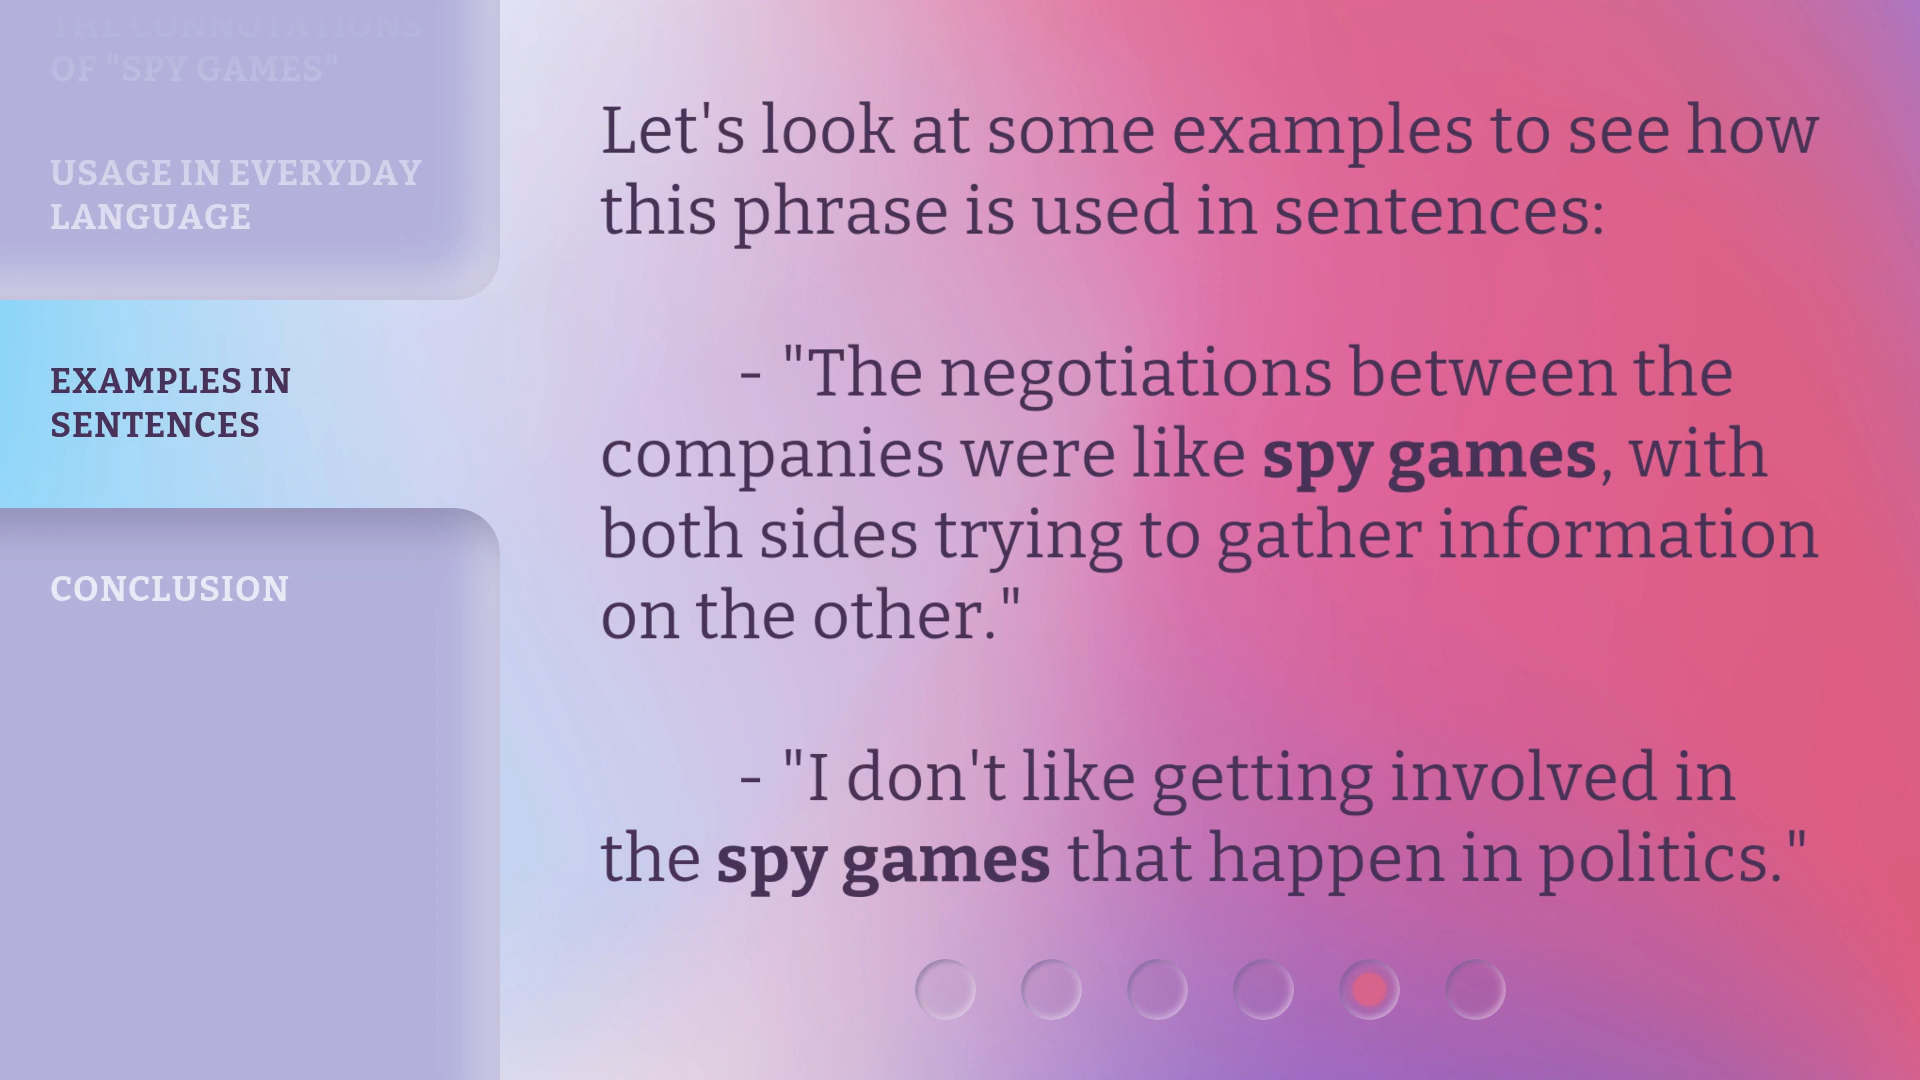 THE CONNOTATIONS
OF "SPY GAMES"
USAGE IN EVERYDAY
LANGUAGE
EXAMPLES IN
SENTENCES
CONCLUSION
Let's look at some examples to see how
this phrase is used in sentences:
- "The negotiations between the
companies were like spy games, with
both sides trying to gather information
on the other."
- "I don't like getting involved in
the spy games that happen in politics."